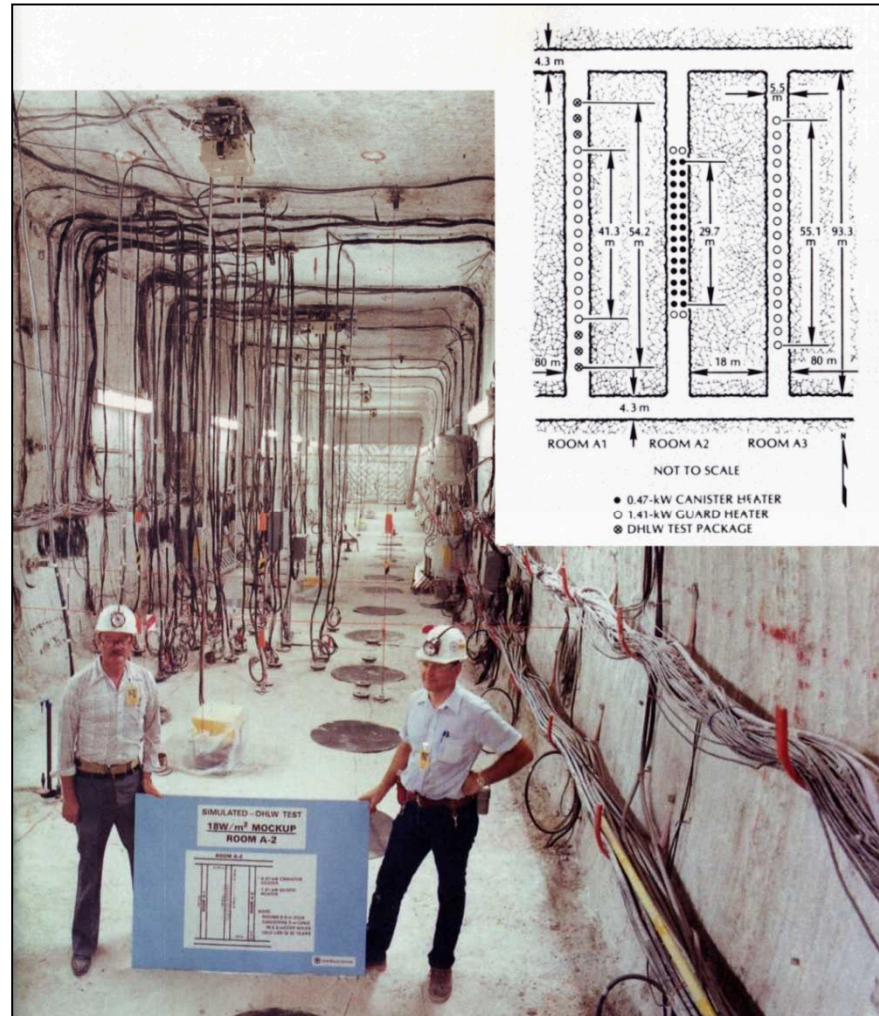 4.3 m
5.5
m
41.3
m
54.2
m
29.7
m
55.1
m
93.3
m
80 m
18 m
80 m
4.3 m
ROOM A1 ROOM A2 ROOM A3
N
NOT TO SCALE
● 0.47-kW CANISTER HEATER
○ 1.41-kW GUARD HEATER
⊗ DHLW TEST PACKAGE
SIMULATED - DHLW TEST
18W/m² MOCKUP
ROOM A-2
ROOM A-2